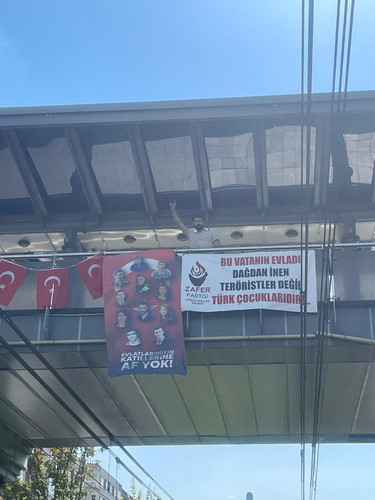 BU VATANIN EVLADI
DAĞDAN İNEN
TERÖRİSTLER DEĞİL
TÜRK ÇOCUKLARIDIR
ZAFER
PARTİSİ
EVLATLARIMIZIN
KATİLLERİNE
AF YOK!